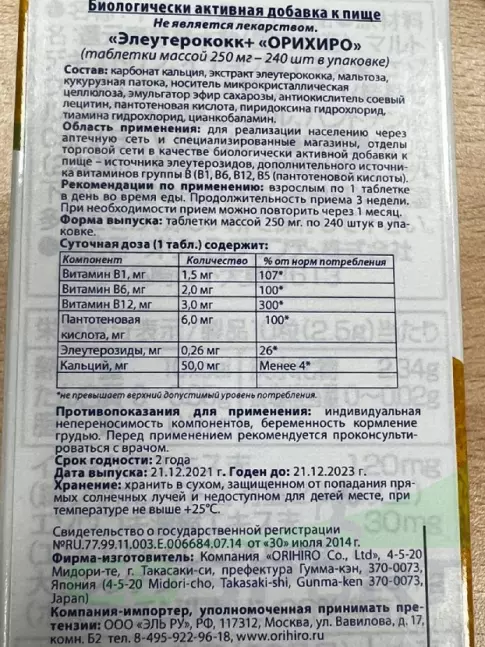 Биологически активная добавка к пище
Не является лекарством.
«Элеутерококк+ «ОРИХИРО»
(таблетки массой 250 мг – 240 шт в упаковке)
Состав: карбонат кальция, экстракт элеутерококка, мальтоза,
кукурузная патока, носитель микрокристаллическая
целлюлоза, эмульгатор эфир сахарозы, антиокислитель соевый
лецитин, пантотеновая кислота, пиридоксина гидрохлорид,
тиамина гидрохлорид, цианкобаламин.
Область применения: для реализации населению через
аптечную сеть и специализированные магазины, отделы
торговой сети в качестве биологически активной добавки к
пище – источника элеутерозидов, дополнительного источни-
ка витаминов группы В (В1, В6, В12, В5 (пантотеновой кислоты).
Рекомендации по применению: взрослым по 1 таблетке
в день во время еды. Продолжительность приема 3 недели.
При необходимости прием можно повторить через 1 месяц.
Форма выпуска: таблетки массой 250 мг. по 240 штук в упа-
ковке.
Суточная доза (1 табл.) содержит:
Компонент Количество % от норм потребления
Витамин В1, мг 1,5 мг 107*
Витамин В6, мг 2,0 мг 100*
Витамин В12, мг 3,0 мг 300*
Пантотеновая 6,0 мг 100*
кислота, мг
Элеутерозиды, мг 0,26 мг 26*
Кальций, мг 50,0 мг Менее 4*
*не превышает верхний допустимый уровень потребления.
Противопоказания для применения: индивидуальная
непереносимость компонентов, беременность кормление
грудью. Перед применением рекомендуется проконсульти-
роваться с врачом.
Срок годности: 2 года
Дата выпуска: 21.12.2021 г. Годен до: 21.12.2023 г.
Хранение: хранить в сухом, защищенном от попадания пря-
мых солнечных лучей и недоступном для детей месте, при
температуре не выше +25°С.
Свидетельство о государственной регистрации
№RU.77.99.11.003.Е.006684.07.14 от «30» июля 2014 г.
Фирма-изготовитель: Компания «ORIHIRO Co., Ltd», 4-5-20
Мидори-те, г. Такасаки-си, префектура Гумма-кэн, 370-0073,
Япония (4-5-20 Midori-cho, Takasaki-shi, Gunma-ken 370-0073,
Japan)
Компания-импортер, уполномоченная принимать пре-
тензии: ООО «ЭЛЬ РУ», РФ, 117312, Москва, ул. Вавилова, д. 17,
комн. Б2 тел. 8-495-922-96-18, www.orihiro.ru